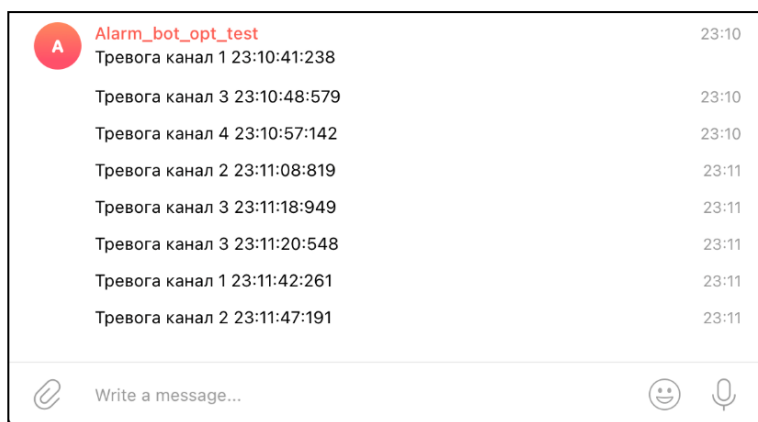 A
Alarm_bot_opt_test 23:10
Тревога канал 1 23:10:41:238
Тревога канал 3 23:10:48:579 23:10
Тревога канал 4 23:10:57:142 23:10
Тревога канал 2 23:11:08:819 23:11
Тревога канал 3 23:11:18:949 23:11
Тревога канал 3 23:11:20:548 23:11
Тревога канал 1 23:11:42:261 23:11
Тревога канал 2 23:11:47:191 23:11
Write a message...